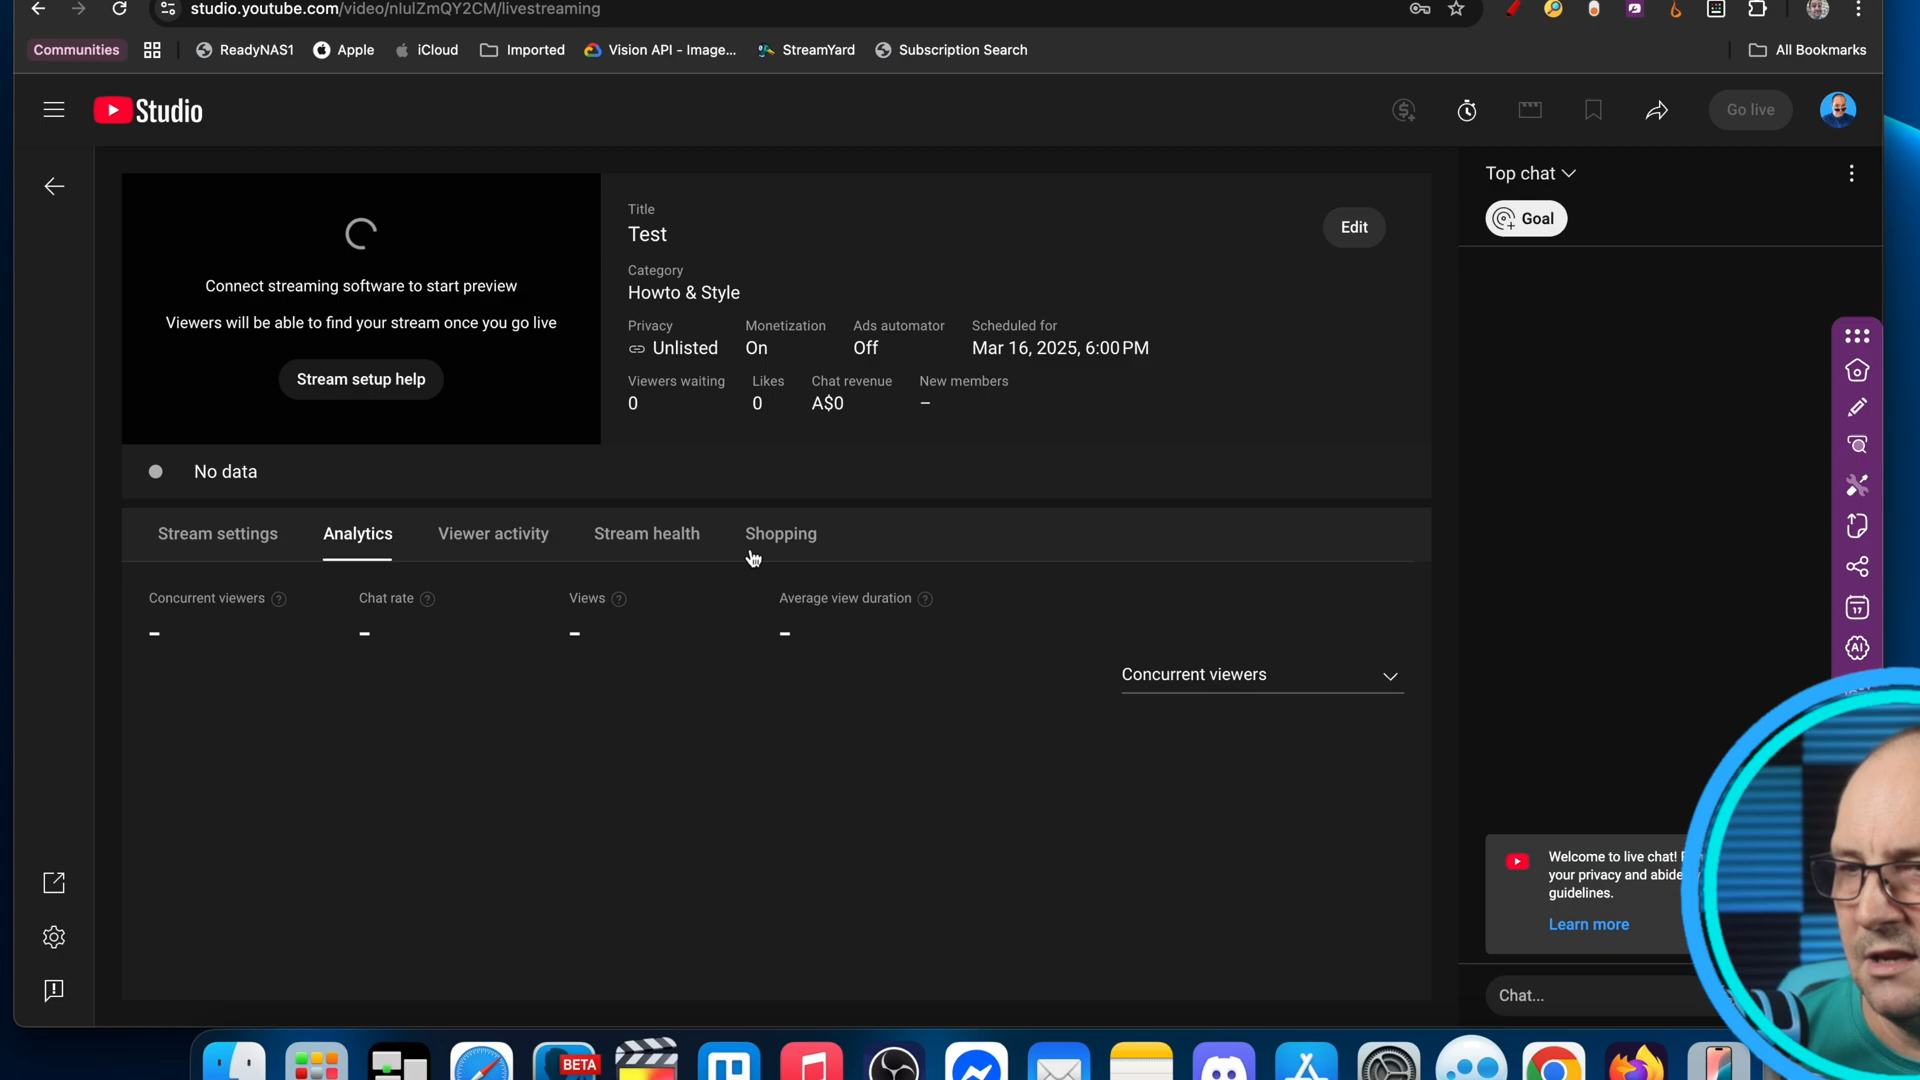 studio.youtube.com/video/nIulZmQY2CM/livestreaming
Communities ReadyNAS1 Apple iCloud Imported Vision API - Image... StreamYard Subscription Search All Bookmarks
Studio
Go live
Connect streaming software to start preview
Viewers will be able to find your stream once you go live
Stream setup help
Title
Test
Edit
Category
Howto & Style
Privacy Monetization Ads automator Scheduled for
Unlisted On Off Mar 16, 2025, 6:00 PM
Viewers waiting Likes Chat revenue New members
0 0 A$0 –
No data
Stream settings Analytics Viewer activity Stream health Shopping
Concurrent viewers Chat rate Views Average view duration
– – – –
Concurrent viewers
Top chat
Goal
17
AI
Welcome to live chat!
your privacy and abide
guidelines.
Learn more
Chat...
BETA